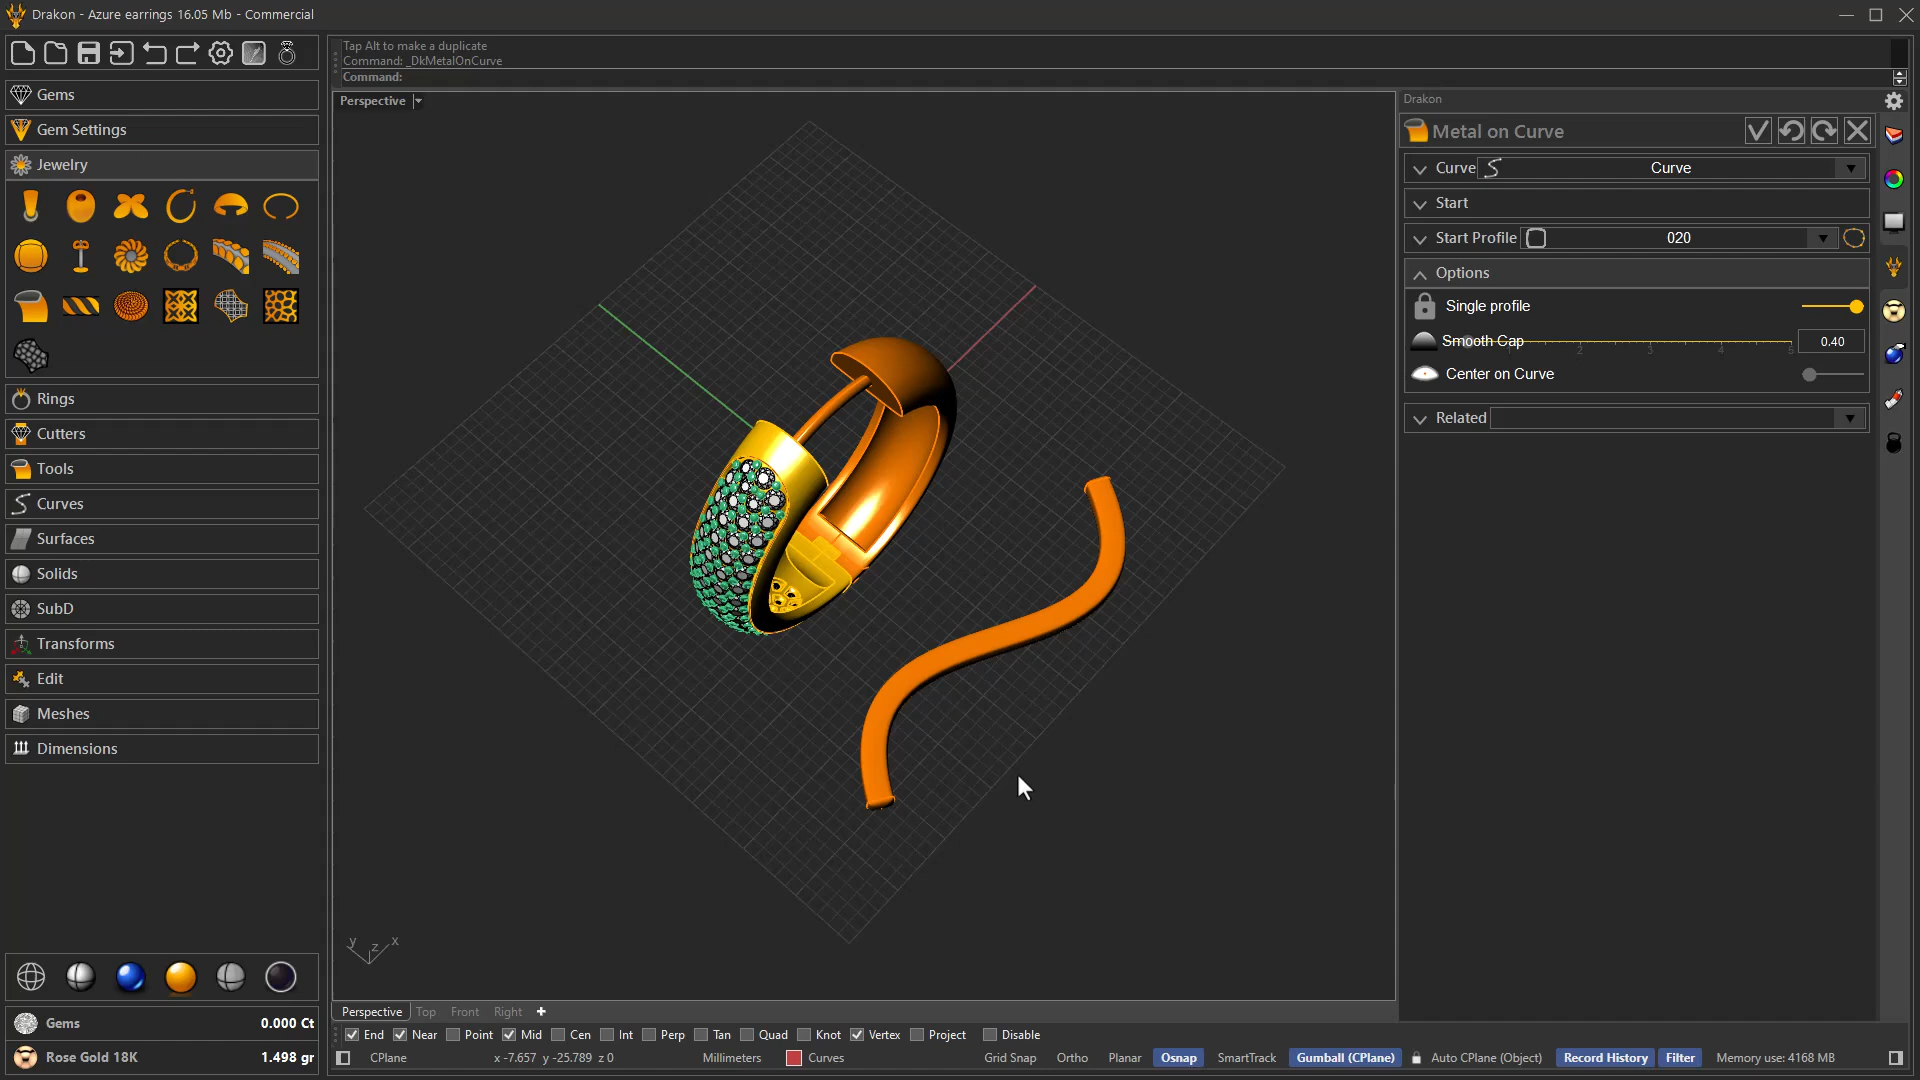 Drakon - Azure earrings 16.05 Mb - Commercial
Tap Alt to make a duplicate
Command: _DkMetalOnCurve
Command:
Gems
Gem Settings
Jewelry
Rings
Cutters
Tools
Curves
Surfaces
Solids
SubD
Transforms
Edit
Meshes
Dimensions
Gems 0.000 Ct
Rose Gold 18K 1.498 gr
Perspective
y z x
Drakon
Metal on Curve
Curve Curve
Start
Start Profile 020
Options
Single profile
Smooth Cap 2 3 4 5 0.40
Center on Curve
Related
Perspective Top Front Right
End Near Point Mid Cen Int Perp Tan Quad Knot Vertex Project Disable
CPlane x -7.657 y -25.789 z 0 Millimeters Curves Grid Snap Ortho Planar Osnap SmartTrack Gumball (CPlane) Auto CPlane (Object) Record History Filter Memory use: 4168 MB